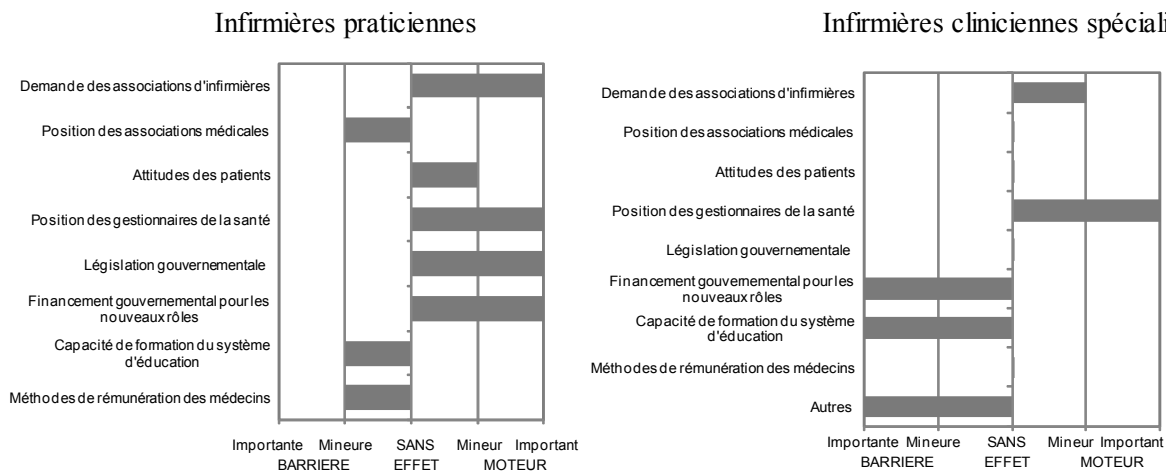 Infirmières praticiennes
Demande des associations d'infirmières
Position des associations médicales
Attitudes des patients
Position des gestionnaires de la santé
Législation gouvernementale
Financement gouvernemental pour les
nouveaux rôles
Capacité de formation du système
d'éducation
Méthodes de rémunération des médecins
Importante Mineure SANS Mineur Important
BARRIERE EFFET MOTEUR
Infirmières cliniciennes spéciali
Demande des associations d'infirmières
Position des associations médicales
Attitudes des patients
Position des gestionnaires de la santé
Législation gouvernementale
Financement gouvernemental pour les
nouveaux rôles
Capacité de formation du système
d'éducation
Méthodes de rémunération des médecins
Autres
Importante Mineure SANS Mineur Important
BARRIERE EFFET MOTEUR